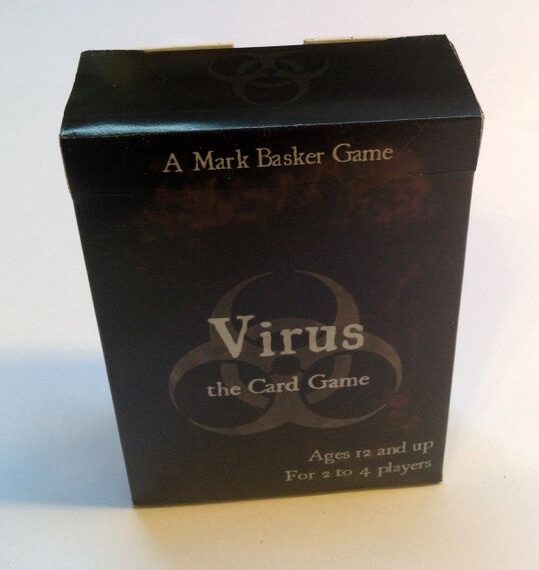 A Mark Basker Game
Virus
the Card Game
Ages 12 and up
For 2 to 4 players